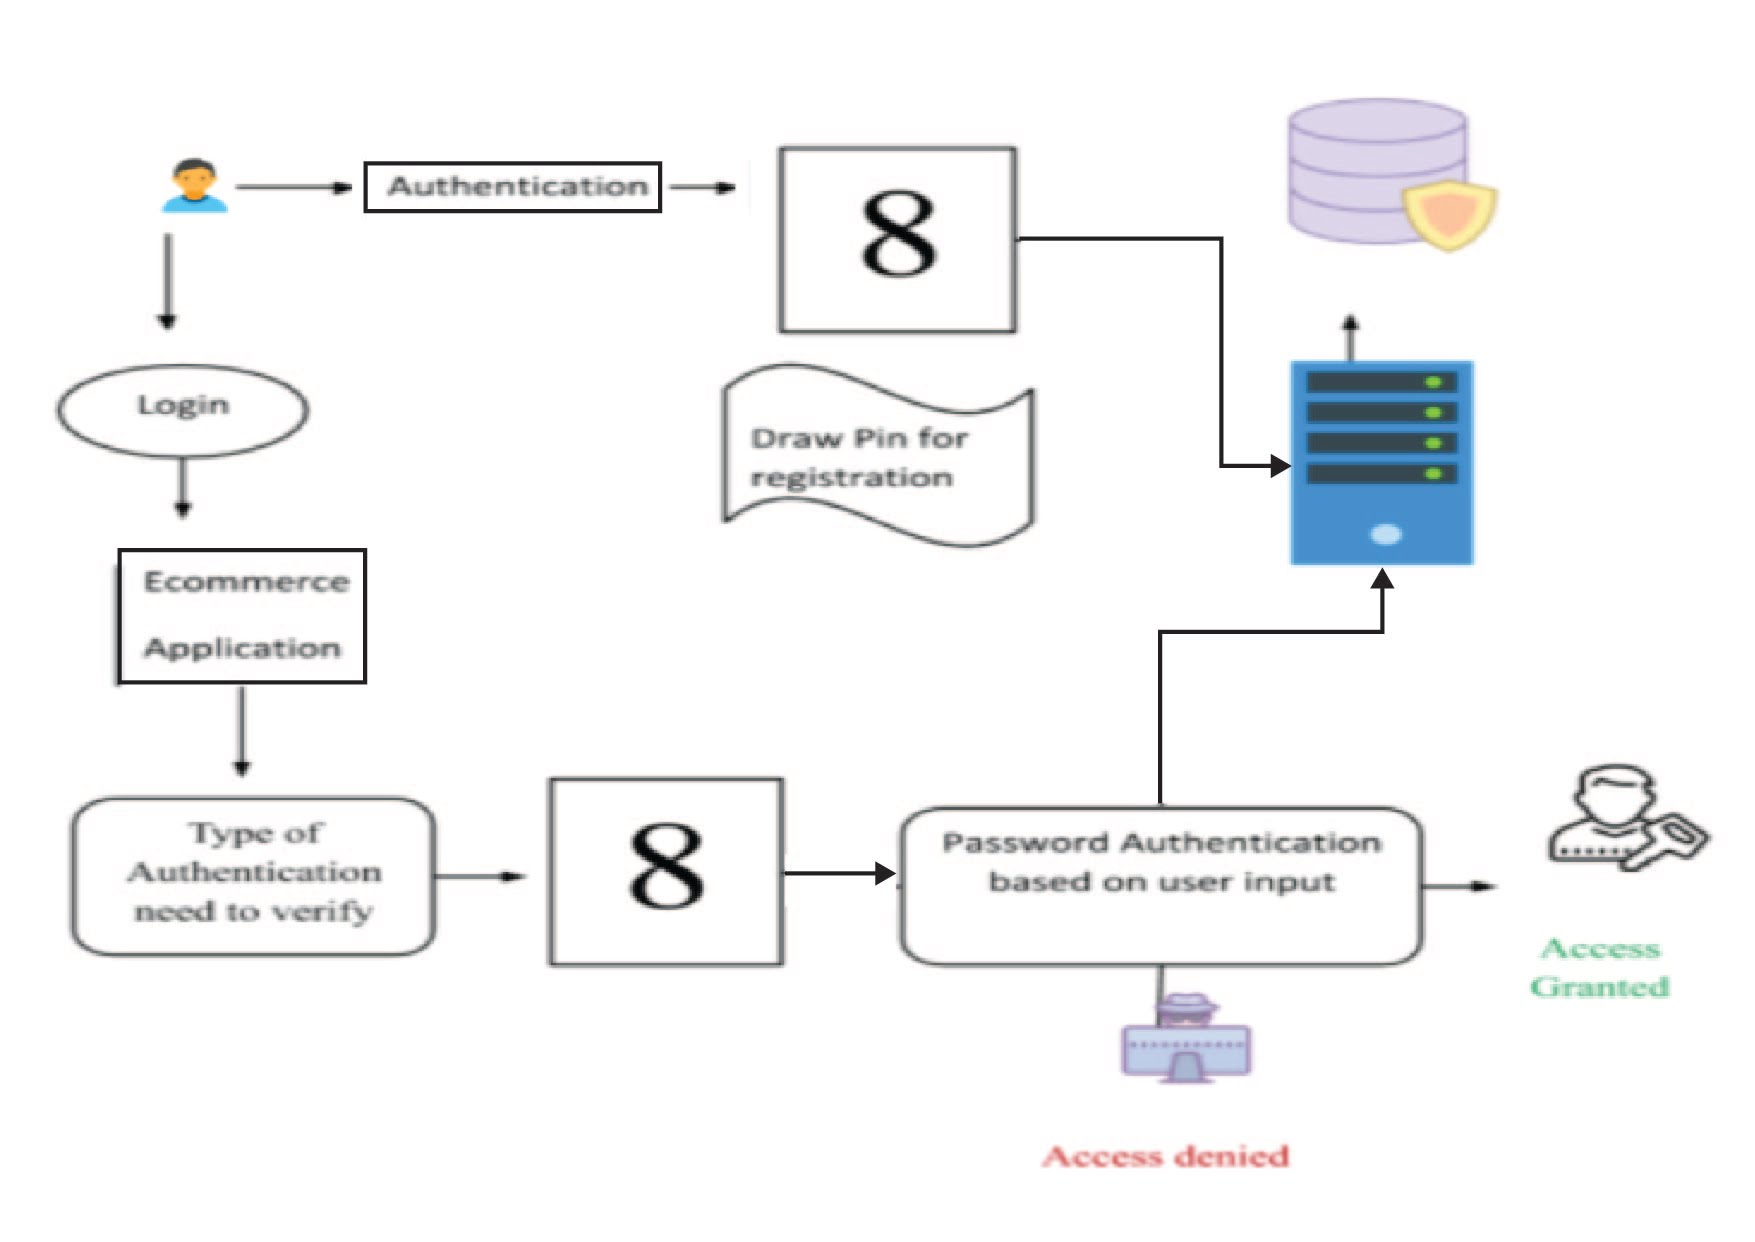 Authentication
8
Login
Draw Pin for
registration
Ecommerce
Application
Type of
Authentication
need to verify
8
Password Authentication
based on user input
Access
Granted
Access denied